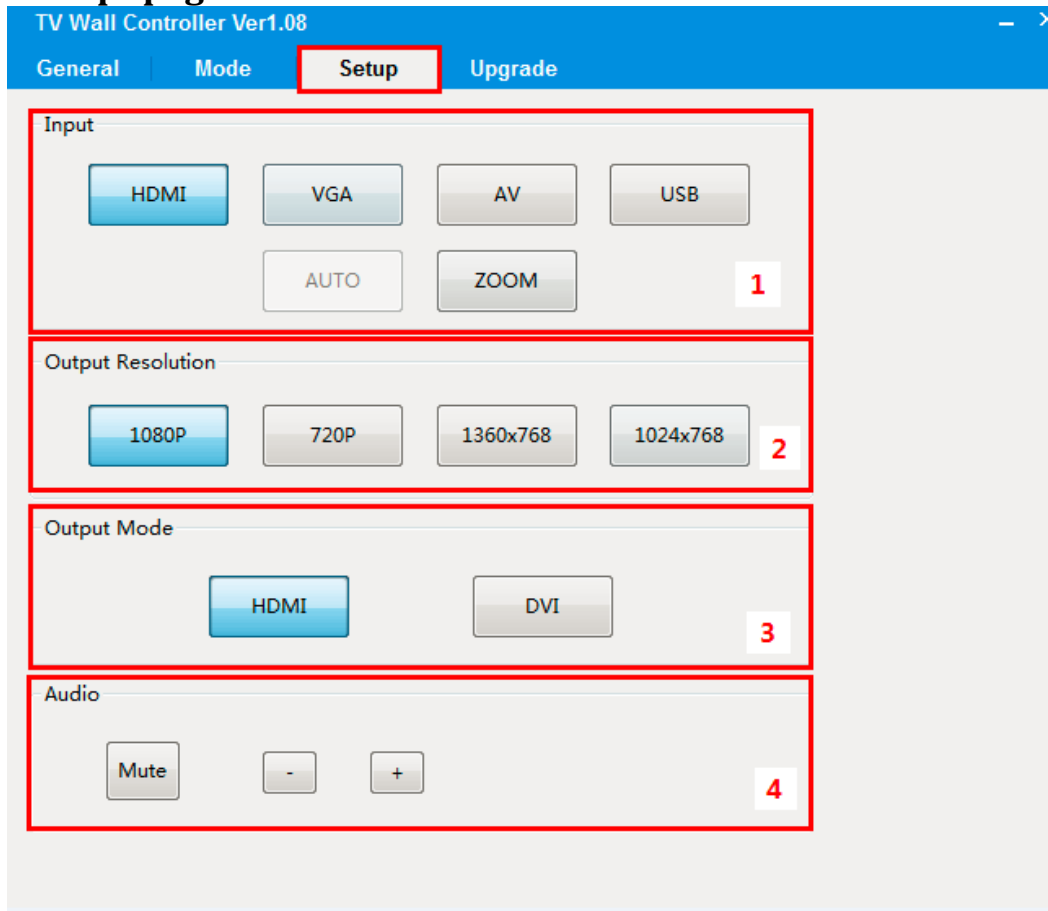 TV Wall Controller Ver1.08
General Mode Setup Upgrade
Input
HDMI VGA AV USB
AUTO ZOOM 1
Output Resolution
1080P 720P 1360x768 1024x768 2
Output Mode
HDMI DVI 3
Audio
Mute - + 4